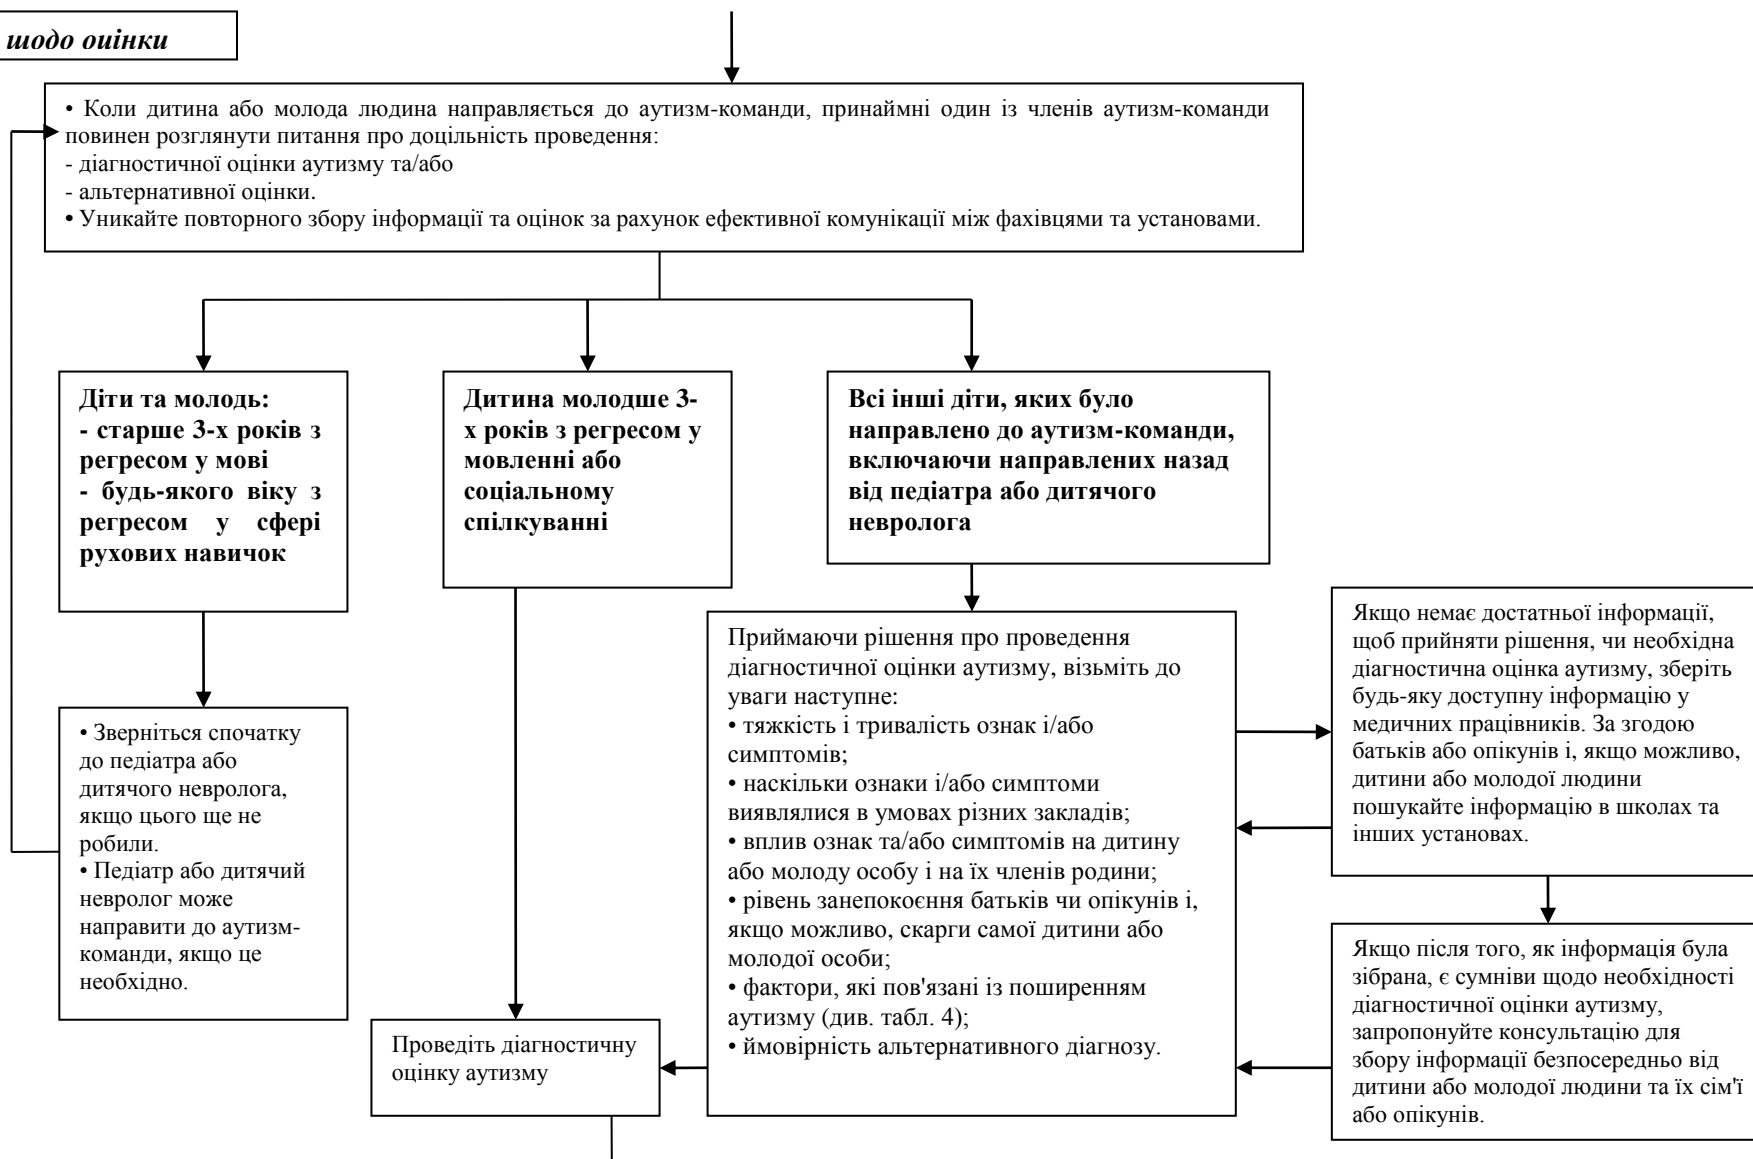 щодо оцінки
• Коли дитина або молода людина направляється до аутизм-команди, принаймні один із членів аутизм-команди
повинен розглянути питання про доцільність проведення:
- діагностичної оцінки аутизму та/або
- альтернативної оцінки.
• Уникайте повторного збору інформації та оцінок за рахунок ефективної комунікації між фахівцями та установами.
Діти та молодь:
- старше 3-х років з
регресом у мові
- будь-якого віку з
регресом у сфері
рухових навичок
Дитина молодше 3-
х років з регресом у
мовленні або
соціальному
спілкуванні
Всі інші діти, яких було
направлено до аутизм-команди,
включаючи направлених назад
від педіатра або дитячого
невролога
• Зверніться спочатку
до педіатра або
дитячого невролога,
якщо цього ще не
робили.
• Педіатр або дитячий
невролог може
направити до аутизм-
команди, якщо це
необхідно.
Проведіть діагностичну
оцінку аутизму
Приймаючи рішення про проведення
діагностичної оцінки аутизму, візьміть до
уваги наступне:
• тяжкість і тривалість ознак і/або
симптомів;
• наскільки ознаки і/або симптоми
виявлялися в умовах різних закладів;
• вплив ознак та/або симптомів на дитину
або молоду особу і на їх членів родини;
• рівень занепокоєння батьків чи опікунів і,
якщо можливо, скарги самої дитини або
молодої особи;
• фактори, які пов'язані із поширенням
аутизму (див. табл. 4);
• ймовірність альтернативного діагнозу.
Якщо немає достатньої інформації,
щоб прийняти рішення, чи необхідна
діагностична оцінка аутизму, зберіть
будь-яку доступну інформацію у
медичних працівників. За згодою
батьків або опікунів і, якщо можливо,
дитини або молодої людини
пошукайте інформацію в школах та
інших установах.
Якщо після того, як інформація була
зібрана, є сумніви щодо необхідності
діагностичної оцінки аутизму,
запропонуйте консультацію для
збору інформації безпосередньо від
дитини або молодої людини та їх сім'ї
або опікунів.